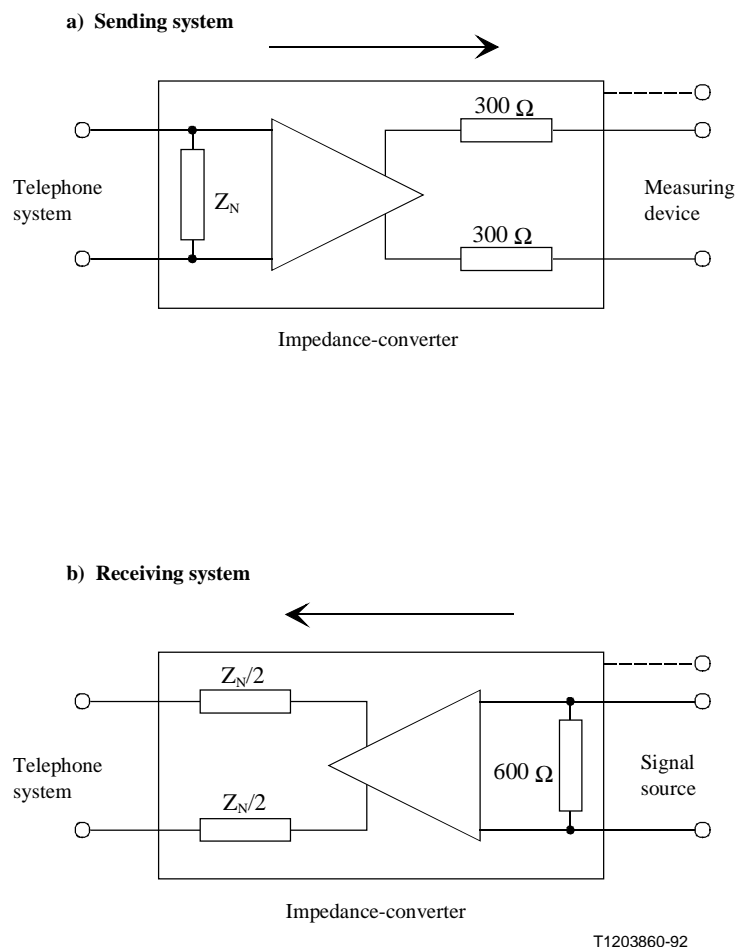 a) Sending system
300 Ω
Telephone
system
Z_N
Measuring
device
300 Ω
Impedance-converter
b) Receiving system
Z_N/2
Telephone
system
600 Ω
Signal
source
Z_N/2
Impedance-converter
T1203860-92